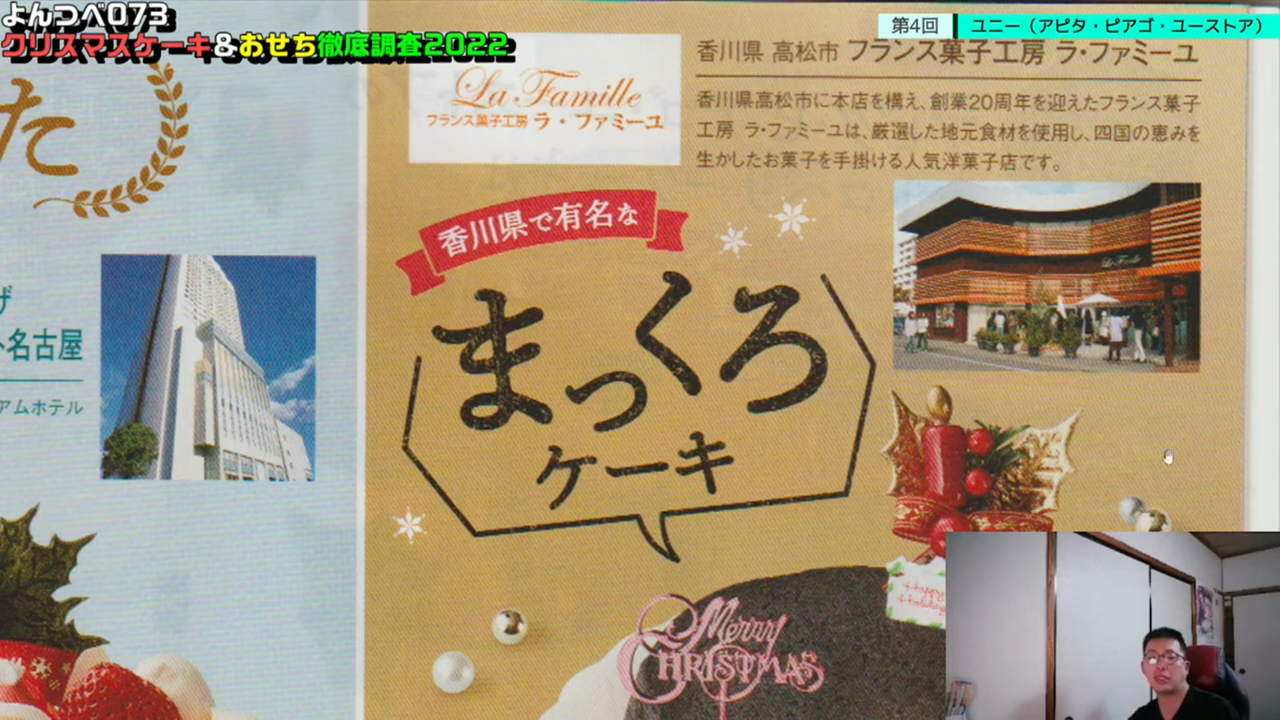 よんつべ073
クリスマスケーキ&おせち徹底調査2022
第4回 ユニー（アピタ・ピアゴ・ユーストア）
た
ザ
ト名古屋
アムホテル
La Famille
フランス菓子工房 ラ・ファミーユ
香川県 高松市 フランス菓子工房 ラ・ファミーユ
香川県高松市に本店を構え、創業20周年を迎えたフランス菓子
工房 ラ・ファミーユは、厳選した地元食材を使用し、四国の恵みを
生かしたお菓子を手掛ける人気洋菓子店です。
香川県で有名な
まっくろ
ケーキ
Happy
Holidays
Merry
CHRISTMAS